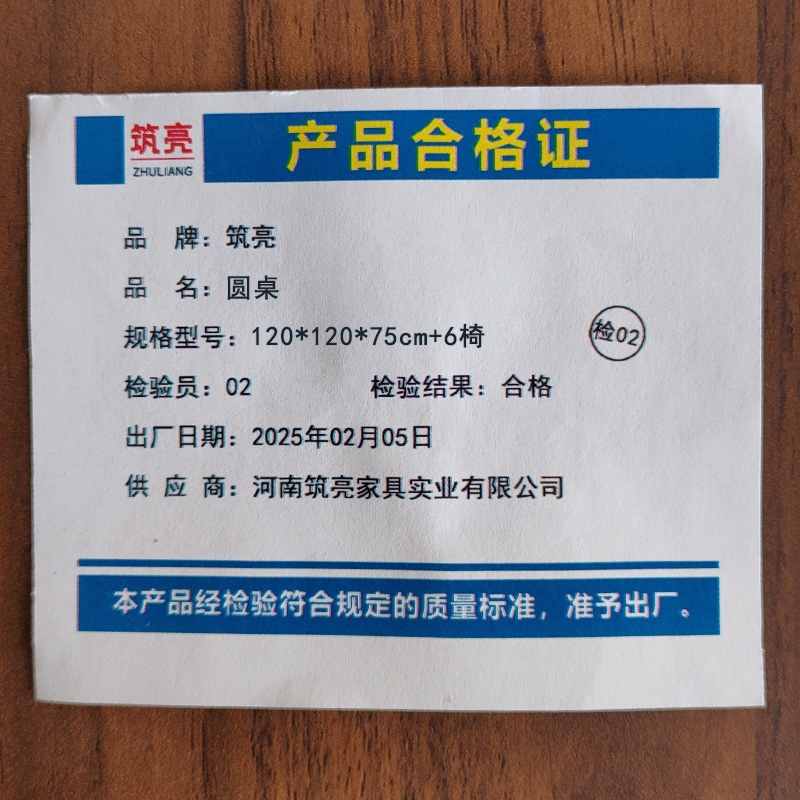 筑亮
ZHULIANG
产品合格证
品 牌：筑亮
品 名：圆桌
规格型号：120*120*75cm+6椅
检02
检验员：02 检验结果：合格
出厂日期：2025年02月05日
供 应 商：河南筑亮家具实业有限公司
本产品经检验符合规定的质量标准，准予出厂。